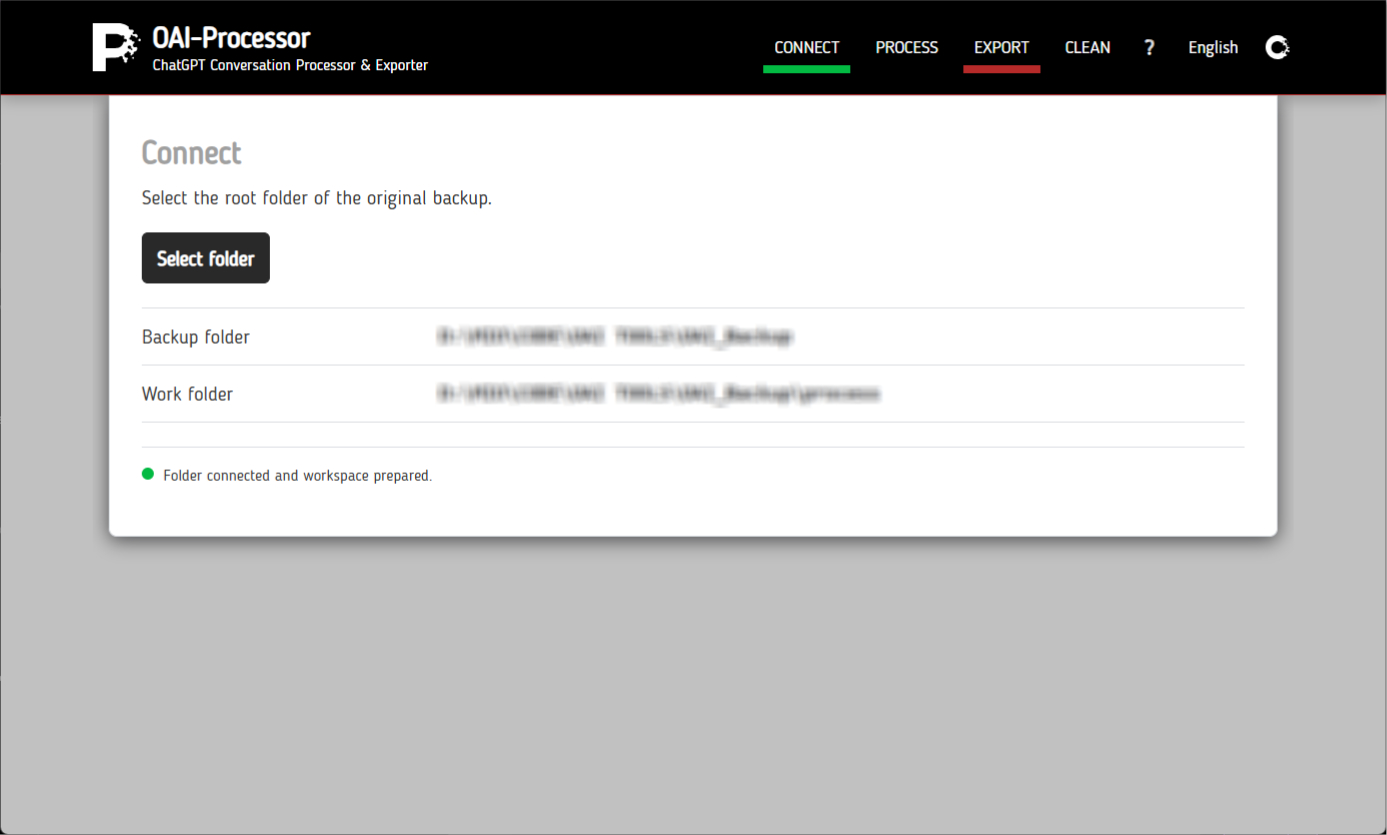 OAI-Processor
ChatGPT Conversation Processor & Exporter
CONNECT PROCESS EXPORT CLEAN ? English
Connect
Select the root folder of the original backup.
Select folder
Backup folder
Work folder
Folder connected and workspace prepared.